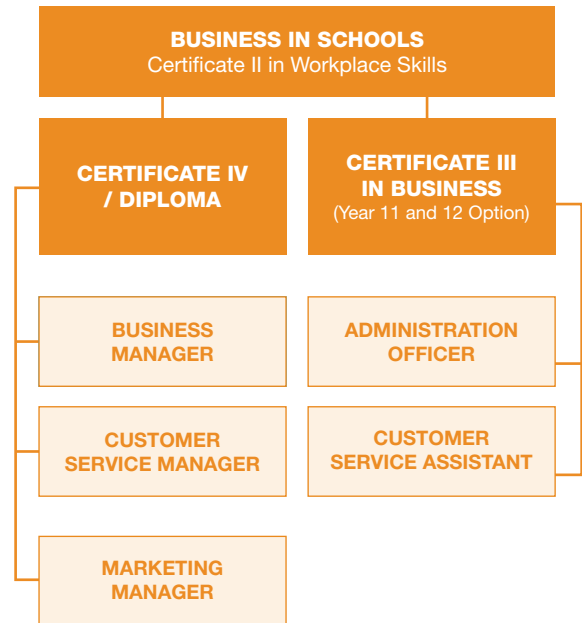 BUSINESS IN SCHOOLS
Certificate II in Workplace Skills
CERTIFICATE IV
/ DIPLOMA
CERTIFICATE III
IN BUSINESS
(Year 11 and 12 Option)
BUSINESS
MANAGER
ADMINISTRATION
OFFICER
CUSTOMER
SERVICE MANAGER
CUSTOMER
SERVICE ASSISTANT
MARKETING
MANAGER